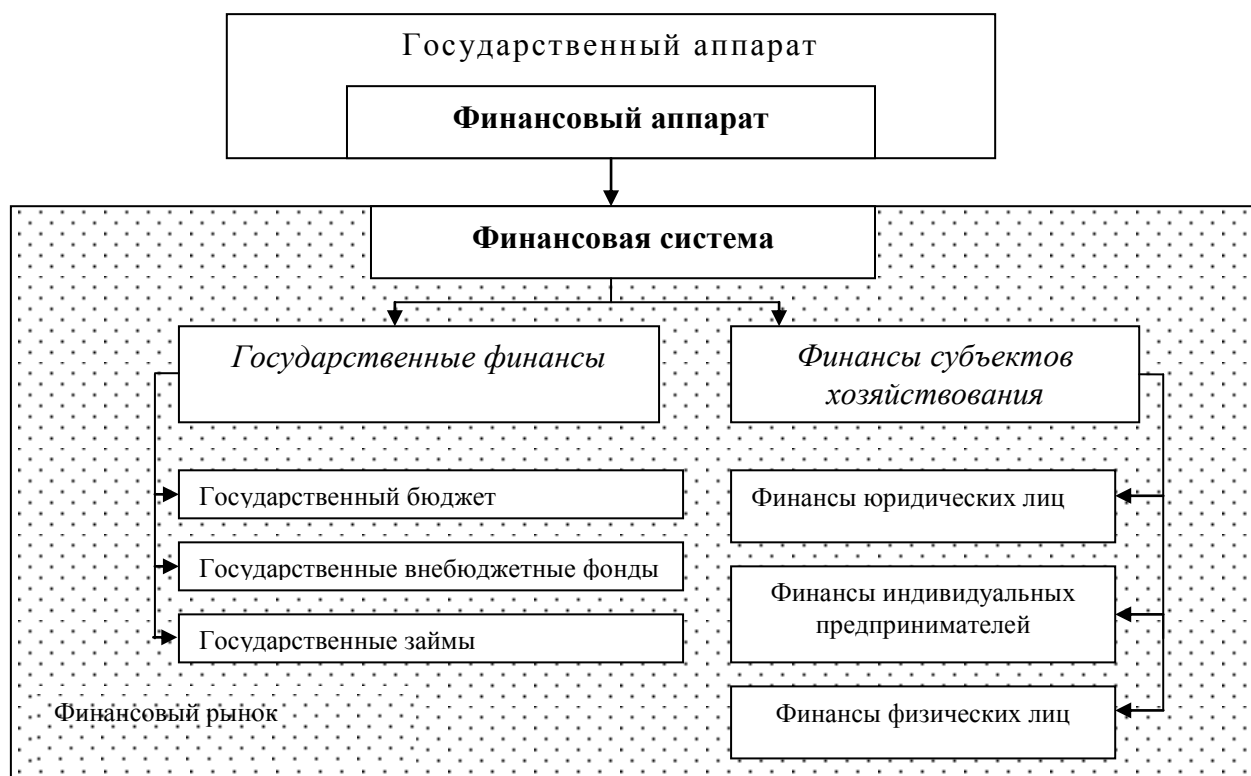 Государственный аппарат
Финансовый аппарат
Финансовая система
Государственные финансы
Финансы субъектов
хозяйствования
Государственный бюджет
Государственные внебюджетные фонды
Государственные займы
Финансы юридических лиц
Финансы индивидуальных
предпринимателей
Финансы физических лиц
Финансовый рынок